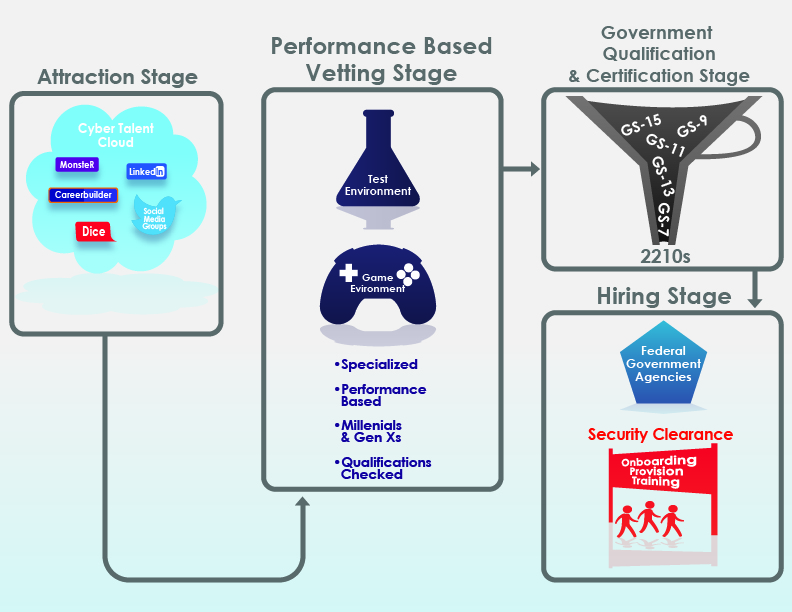 Attraction Stage
Cyber Talent
Cloud
MonsteR
LinkedIn
Careerbuilder
Social
Media
Groups
Dice
Performance Based
Vetting Stage
Test
Environment
Game
Evironment
•Specialized
•Performance
Based
•Millenials
& Gen Xs
•Qualifications
Checked
Government
Qualification
& Certification Stage
GS-15
GS-9
GS-11
GS-13
GS-7
2210s
Hiring Stage
Federal
Government
Agencies
Security Clearance
Onboarding
Provision
Training